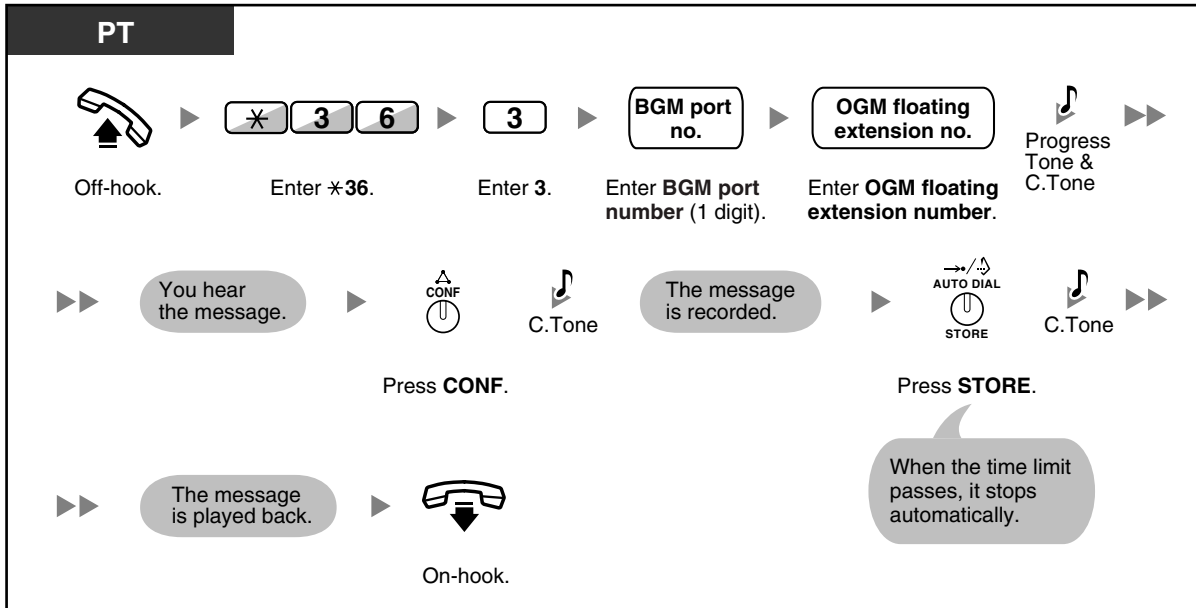 PT
✳ 3 6
3
BGM port
no.
OGM floating
extension no.
Progress
Tone &
C.Tone
Off-hook.
Enter ✳36.
Enter 3.
Enter BGM port
number (1 digit).
Enter OGM floating
extension number.
You hear
the message.
CONF
C.Tone
The message
is recorded.
AUTO DIAL
STORE
C.Tone
Press CONF.
Press STORE.
When the time limit
passes, it stops
automatically.
The message
is played back.
On-hook.